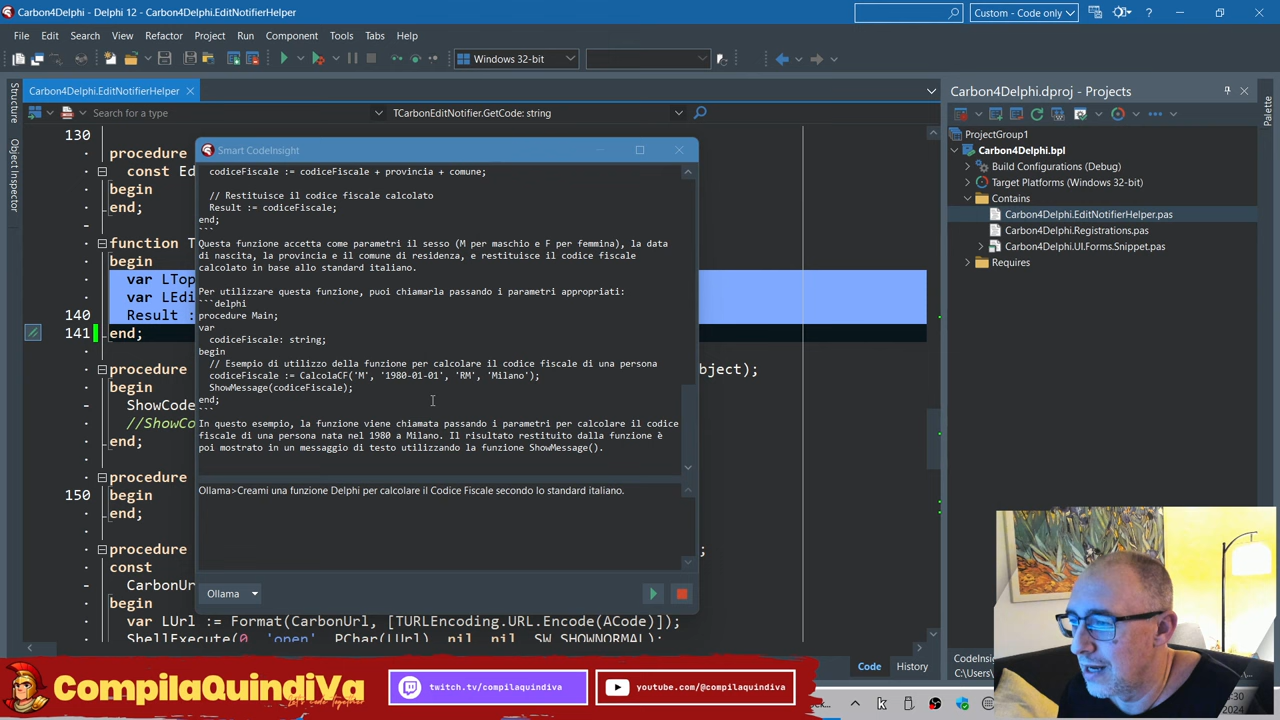 Carbon4Delphi - Delphi 12 - Carbon4Delphi.EditNotifierHelper
Custom - Code only
File Edit Search View Refactor Project Run Component Tools Tabs Help
Windows 32-bit
Carbon4Delphi.EditNotifierHelper
Search for a type
TCarbonEditNotifier.GetCode: string
Structure
Object Inspector
130
procedure
const Ed
begin
end;
function T
begin
var LTop
var LEdi
140 Result :
141 end;
procedure
bject);
begin
ShowCode
//ShowCo
end;
procedure
150 begin
end;
procedure
;
const
CarbonUr
begin
var LUrl := Format(CarbonUrl, [TURLEncoding.URL.Encode(ACode)]);
ShellExecute(0, 'open', PChar(LUrl), nil, nil, SW_SHOWNORMAL);
Code History
Smart CodeInsight
codiceFiscale := codiceFiscale + provincia + comune;
// Restituisce il codice fiscale calcolato
Result := codiceFiscale;
end;
```
Questa funzione accetta come parametri il sesso (M per maschio e F per femmina), la data
di nascita, la provincia e il comune di residenza, e restituisce il codice fiscale
calcolato in base allo standard italiano.
Per utilizzare questa funzione, puoi chiamarla passando i parametri appropriati:
```delphi
procedure Main;
var
codiceFiscale: string;
begin
// Esempio di utilizzo della funzione per calcolare il codice fiscale di una persona
codiceFiscale := CalcolaCF('M', '1980-01-01', 'RM', 'Milano');
ShowMessage(codiceFiscale);
end;
```
In questo esempio, la funzione viene chiamata passando i parametri per calcolare il codice
fiscale di una persona nata nel 1980 a Milano. Il risultato restituito dalla funzione è
poi mostrato in un messaggio di testo utilizzando la funzione ShowMessage().
Ollama>Creami una funzione Delphi per calcolare il Codice Fiscale secondo lo standard italiano.
Ollama
Carbon4Delphi.dproj - Projects
ProjectGroup1
Carbon4Delphi.bpl
Build Configurations (Debug)
Target Platforms (Windows 32-bit)
Contains
Carbon4Delphi.EditNotifierHelper.pas
Carbon4Delphi.Registrations.pas
Carbon4Delphi.UI.Forms.Snippet.pas
Requires
Palette
CodeInsi
C:\Users\
CompilaQuindiVa
Let's Code Together
twitch.tv/compilaquindiva
youtube.com/@compilaquindiva